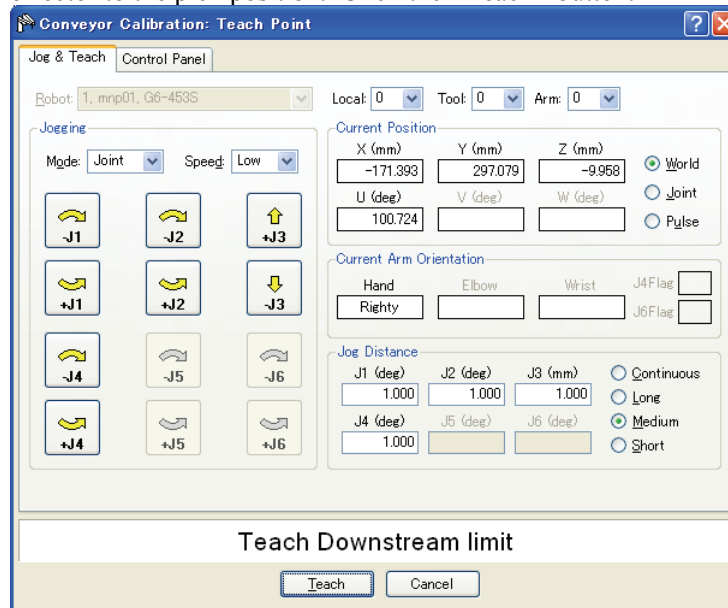 Conveyor Calibration: Teach Point
Jog & Teach Control Panel
Robot: 1, mnp01, G6-453S Local: 0 Tool: 0 Arm: 0
Jogging
Mode: Joint Speed: Low
-J1 -J2 +J3
+J1 +J2 -J3
-J4 -J5 -J6
+J4 +J5 +J6
Current Position
X (mm) Y (mm) Z (mm)
-171.393 297.079 -9.958
U (deg) V (deg) W (deg)
100.724
World
Joint
Pulse
Current Arm Orientation
Hand Elbow Wrist J4Flag
Righty J6Flag
Jog Distance
J1 (deg) J2 (deg) J3 (mm)
1.000 1.000 1.000
J4 (deg) J5 (deg) J6 (deg)
1.000
Continuous
Long
Medium
Short
Teach Downstream limit
Teach Cancel